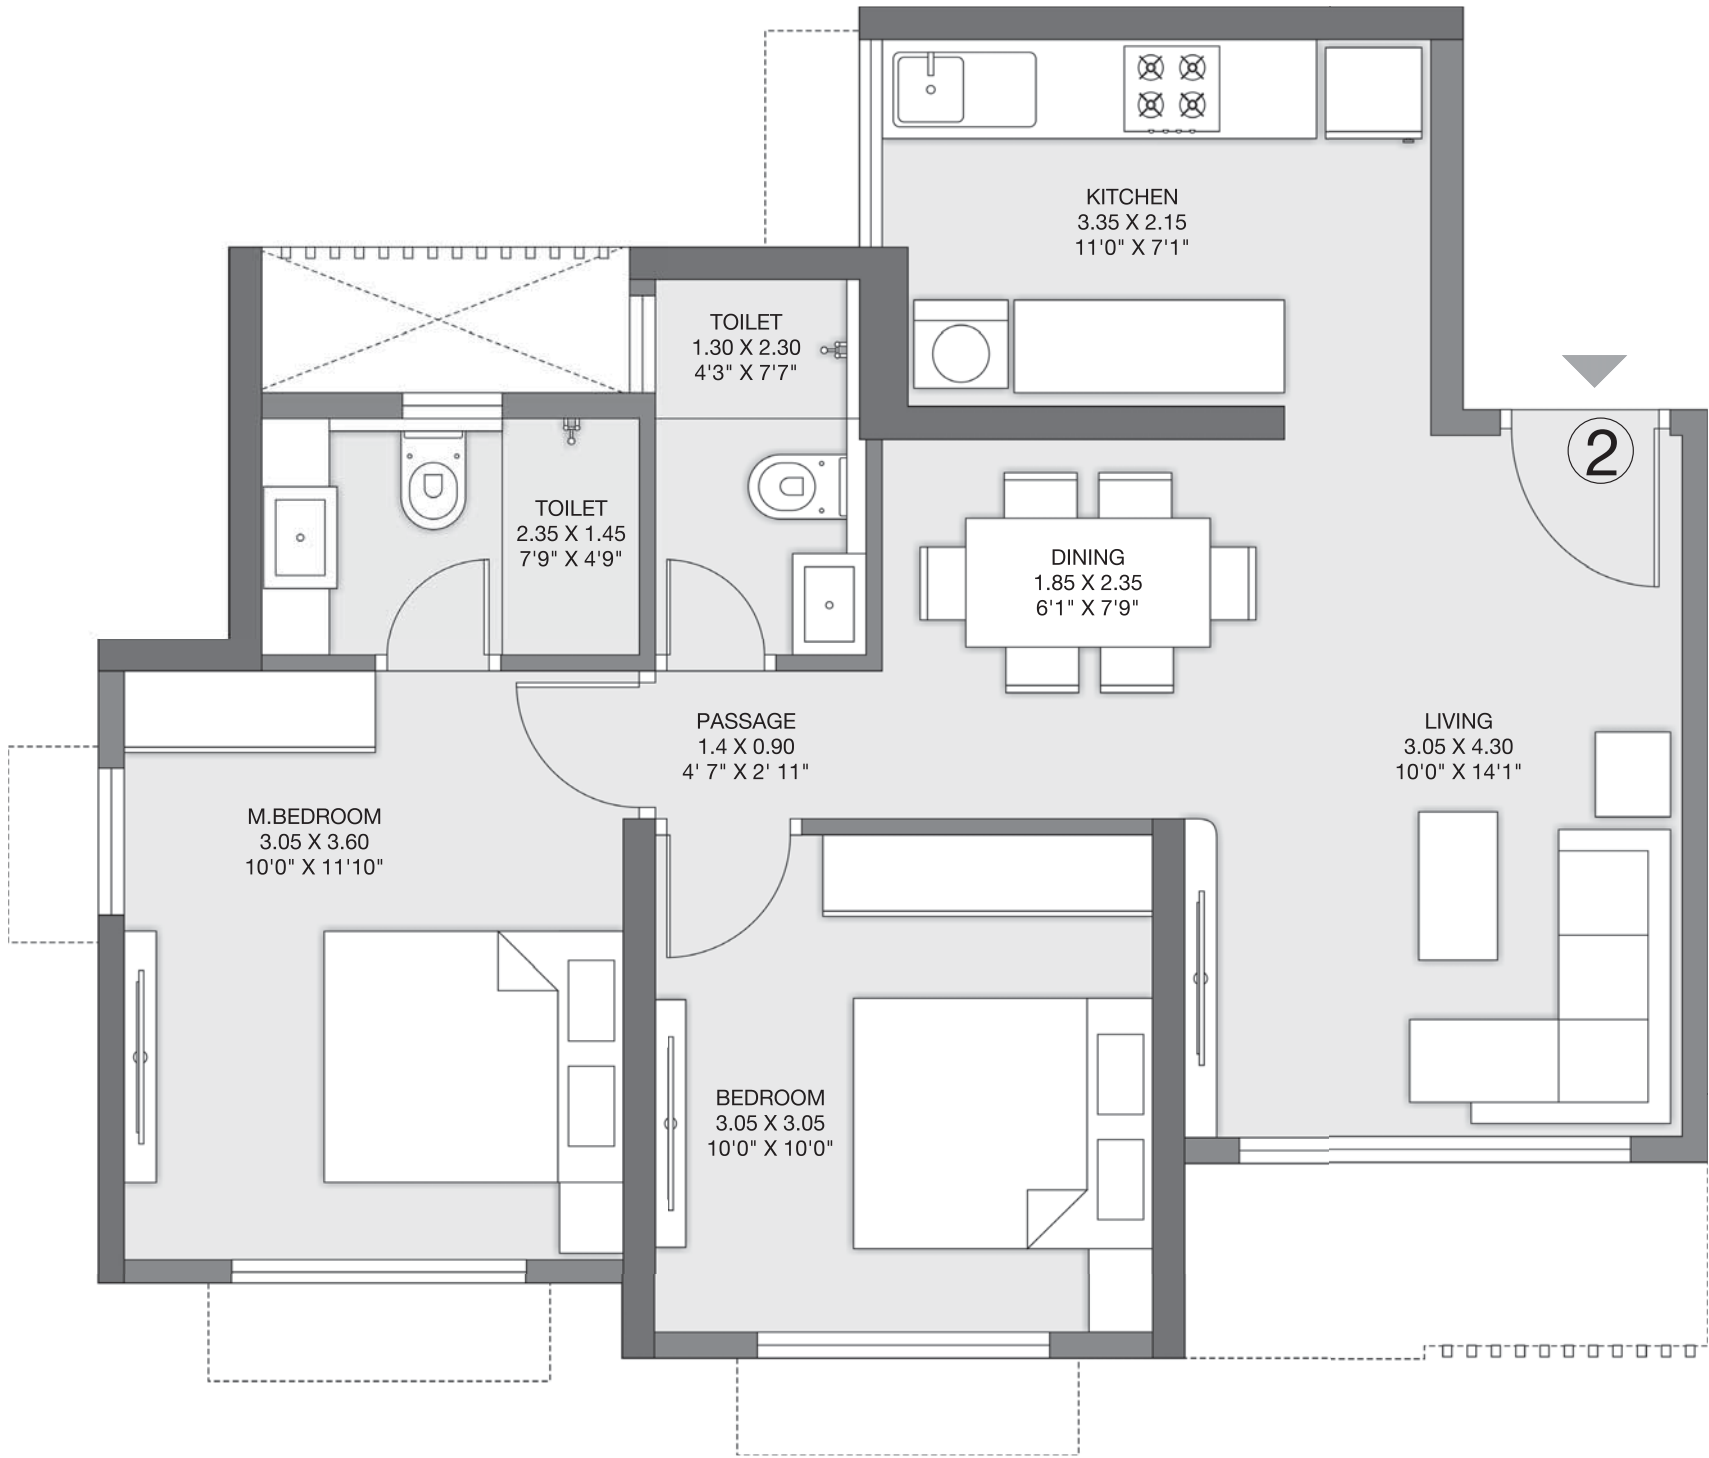 KITCHEN
3.35 X 2.15
11'0" X 7'1"
TOILET
1.30 X 2.30
4'3" X 7'7"
2
TOILET
2.35 X 1.45
7'9" X 4'9"
DINING
1.85 X 2.35
6'1" X 7'9"
PASSAGE
1.4 X 0.90
4' 7" X 2' 11"
LIVING
3.05 X 4.30
10'0" X 14'1"
M.BEDROOM
3.05 X 3.60
10'0" X 11'10"
BEDROOM
3.05 X 3.05
10'0" X 10'0"